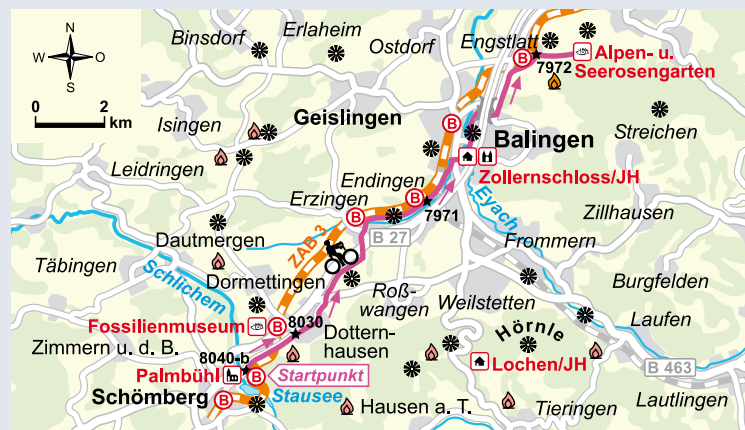 N
W
O
S
0
2
km
Binsdorf
Erlaheim
Ostdorf
Engstlatt
7972
Alpen- u.
Seerosengarten
Geislingen
Isingen
Balingen
Streichen
Leidringen
Zollernschloss/JH
Endingen
Erzingen
7971
Eyach
Zillhausen
B 27
Frommern
Dautmergen
ZAB 3
Täbingen
Schlichem
Dormettingen
Roß-
wangen
Weilstetten
Burgfelden
Laufen
Fossilienmuseum
8030
Dottern-
hausen
Hörnle
Zimmern u. d. B.
8040-b
Palmbühl
B
B
B
B
B
B
B
Startpunkt
Lochen/JH
B 463
Schömberg
Stausee
Hausen a. T.
Tieringen
Lautlingen